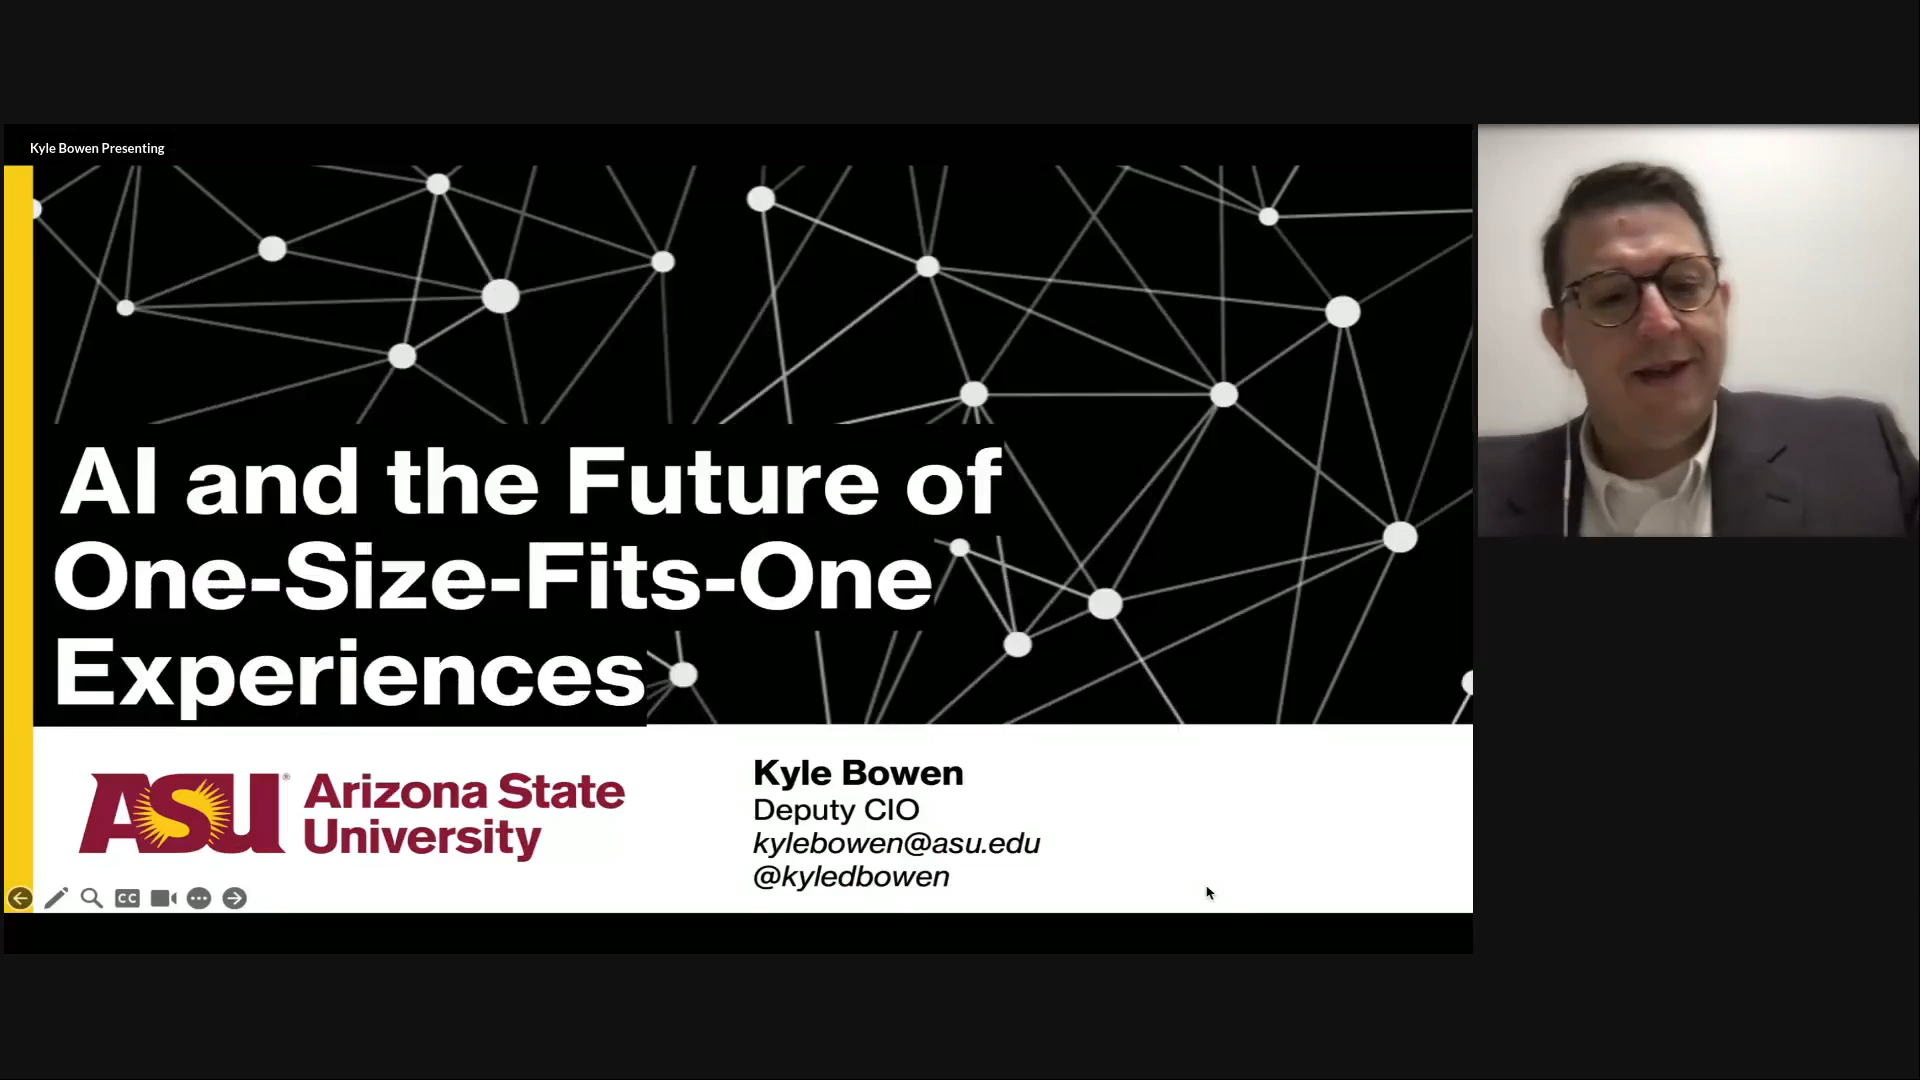 Kyle Bowen Presenting
AI and the Future of
One-Size-Fits-One
Experiences
ASU® Arizona State
University
Kyle Bowen
Deputy CIO
kylebowen@asu.edu
@kyledbowen
CC